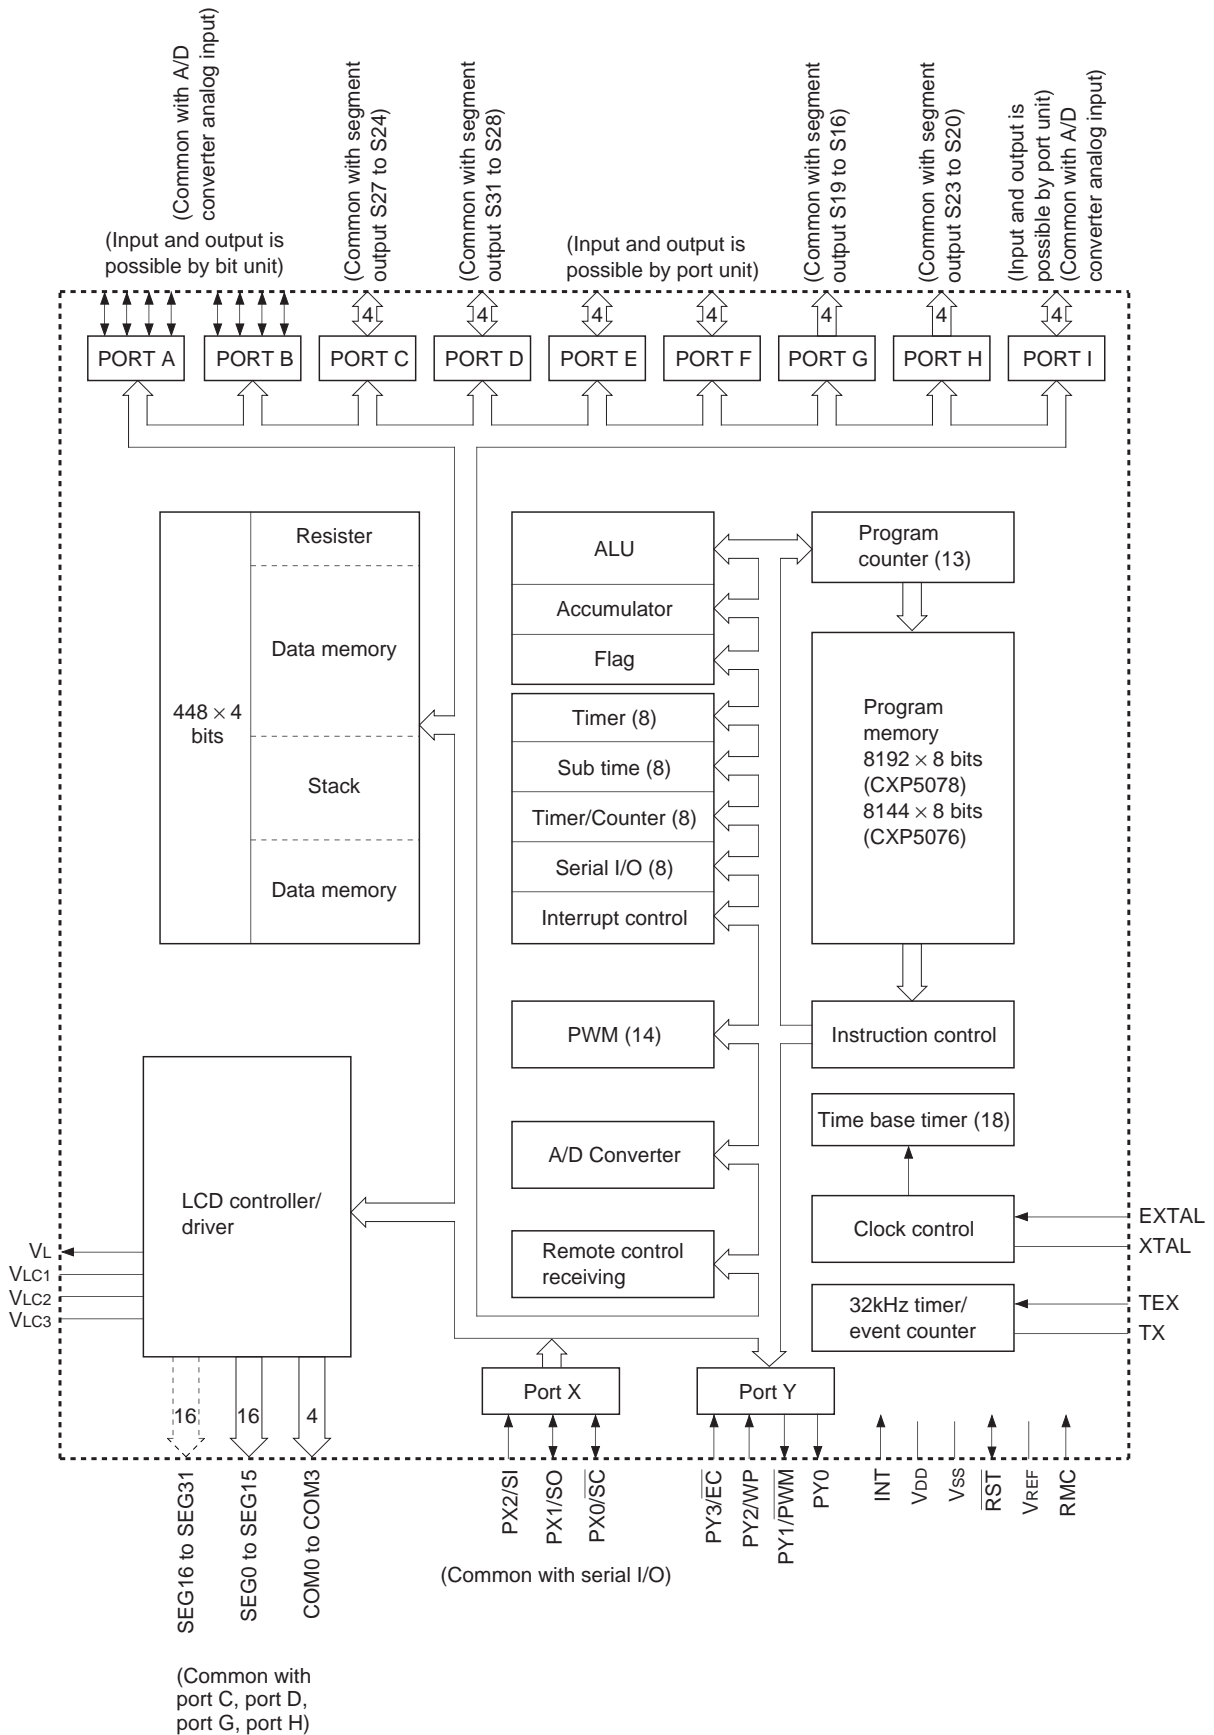 (Common with A/D
converter analog input)
(Input and output is
possible by bit unit)
(Common with segment
output S27 to S24)
(Common with segment
output S31 to S28)
(Input and output is
possible by port unit)
(Common with segment
output S19 to S16)
(Common with segment
output S23 to S20)
(Input and output is
possible by port unit)
(Common with A/D
converter analog input)
4
4
4
4
4
4
4
PORT A
PORT B
PORT C
PORT D
PORT E
PORT F
PORT G
PORT H
PORT I
448 × 4
bits
Resister
Data memory
Stack
Data memory
ALU
Accumulator
Flag
Timer (8)
Sub time (8)
Timer/Counter (8)
Serial I/O (8)
Interrupt control
PWM (14)
A/D Converter
Remote control
receiving
Program
counter (13)
Program
memory
8192 × 8 bits
(CXP5078)
8144 × 8 bits
(CXP5076)
Instruction control
Time base timer (18)
Clock control
32kHz timer/
event counter
EXTAL
XTAL
TEX
TX
LCD controller/
driver
VL
VLC1
VLC2
VLC3
16
16
4
SEG16 to SEG31
SEG0 to SEG15
COM0 to COM3
(Common with
port C, port D,
port G, port H)
Port X
PX2/SI
PX1/SO
PX0/S̅C̅
(Common with serial I/O)
Port Y
PY3/E̅C̅
PY2/WP
PY1/P̅W̅M̅
PY0
INT
VDD
VSS
R̅S̅T̅
VREF
RMC